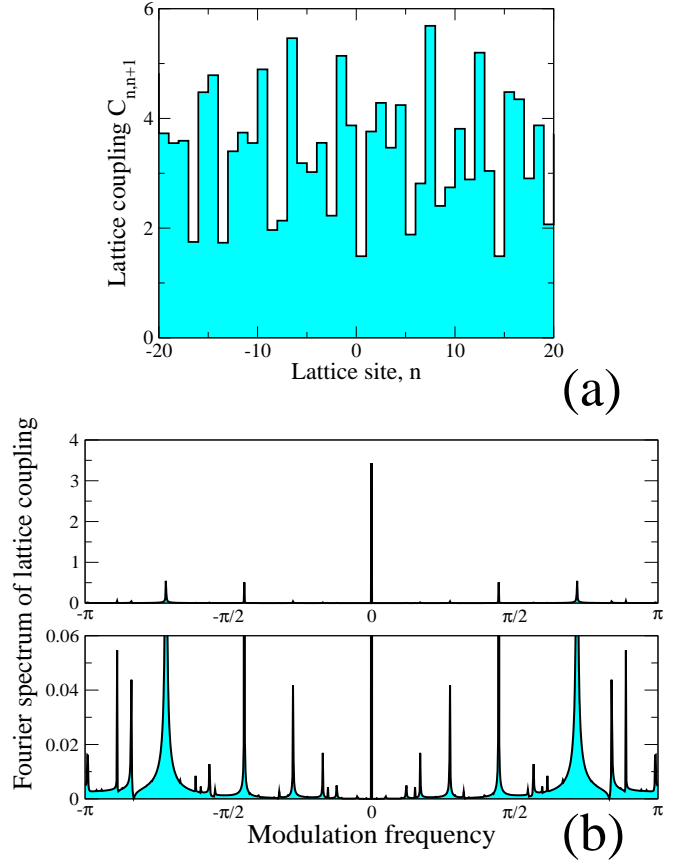 6
4
2
0
Lattice coupling C_{n,n+1}
-20 -10 0 10 20
Lattice site, n
(a)
Fourier spectrum of lattice coupling
4
3
2
1
0
-π -π/2 0 π/2 π
0.06
0.04
0.02
0
-π -π/2 0 π/2 π
Modulation frequency
(b)